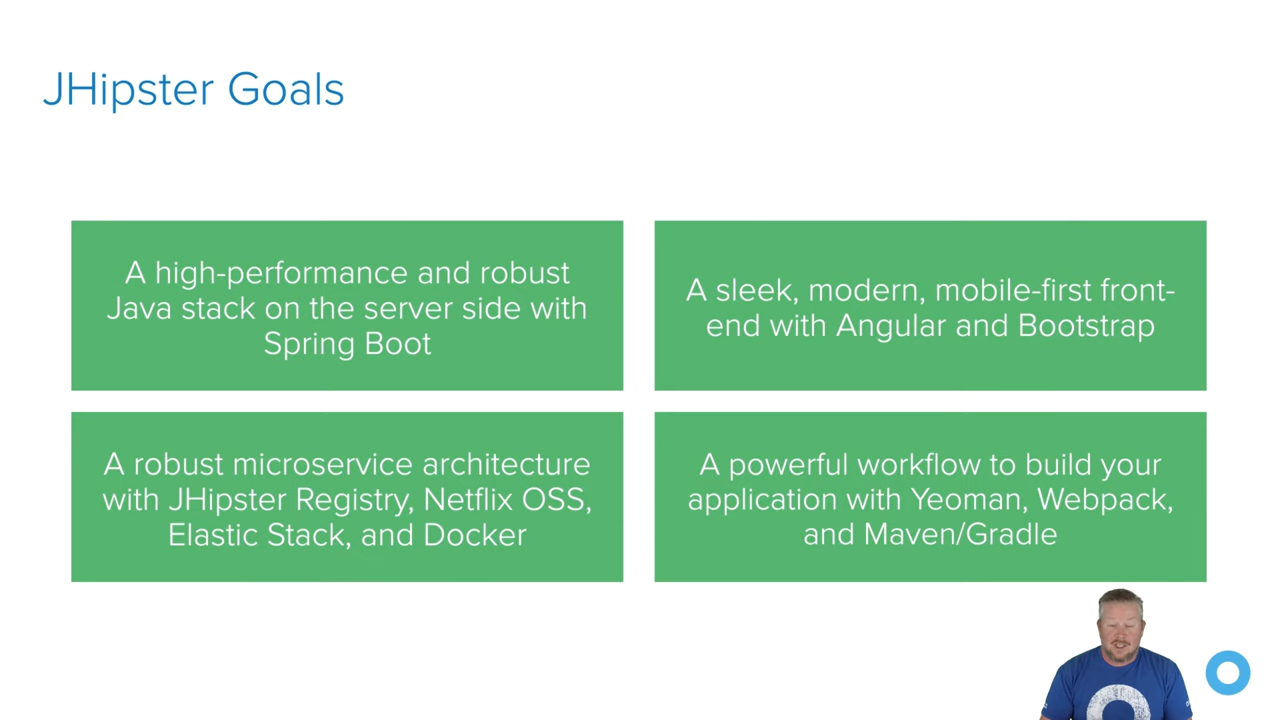 JHipster Goals
A high-performance and robust
Java stack on the server side with
Spring Boot
A sleek, modern, mobile-first front-
end with Angular and Bootstrap
A robust microservice architecture
with JHipster Registry, Netflix OSS,
Elastic Stack, and Docker
A powerful workflow to build your
application with Yeoman, Webpack,
and Maven/Gradle